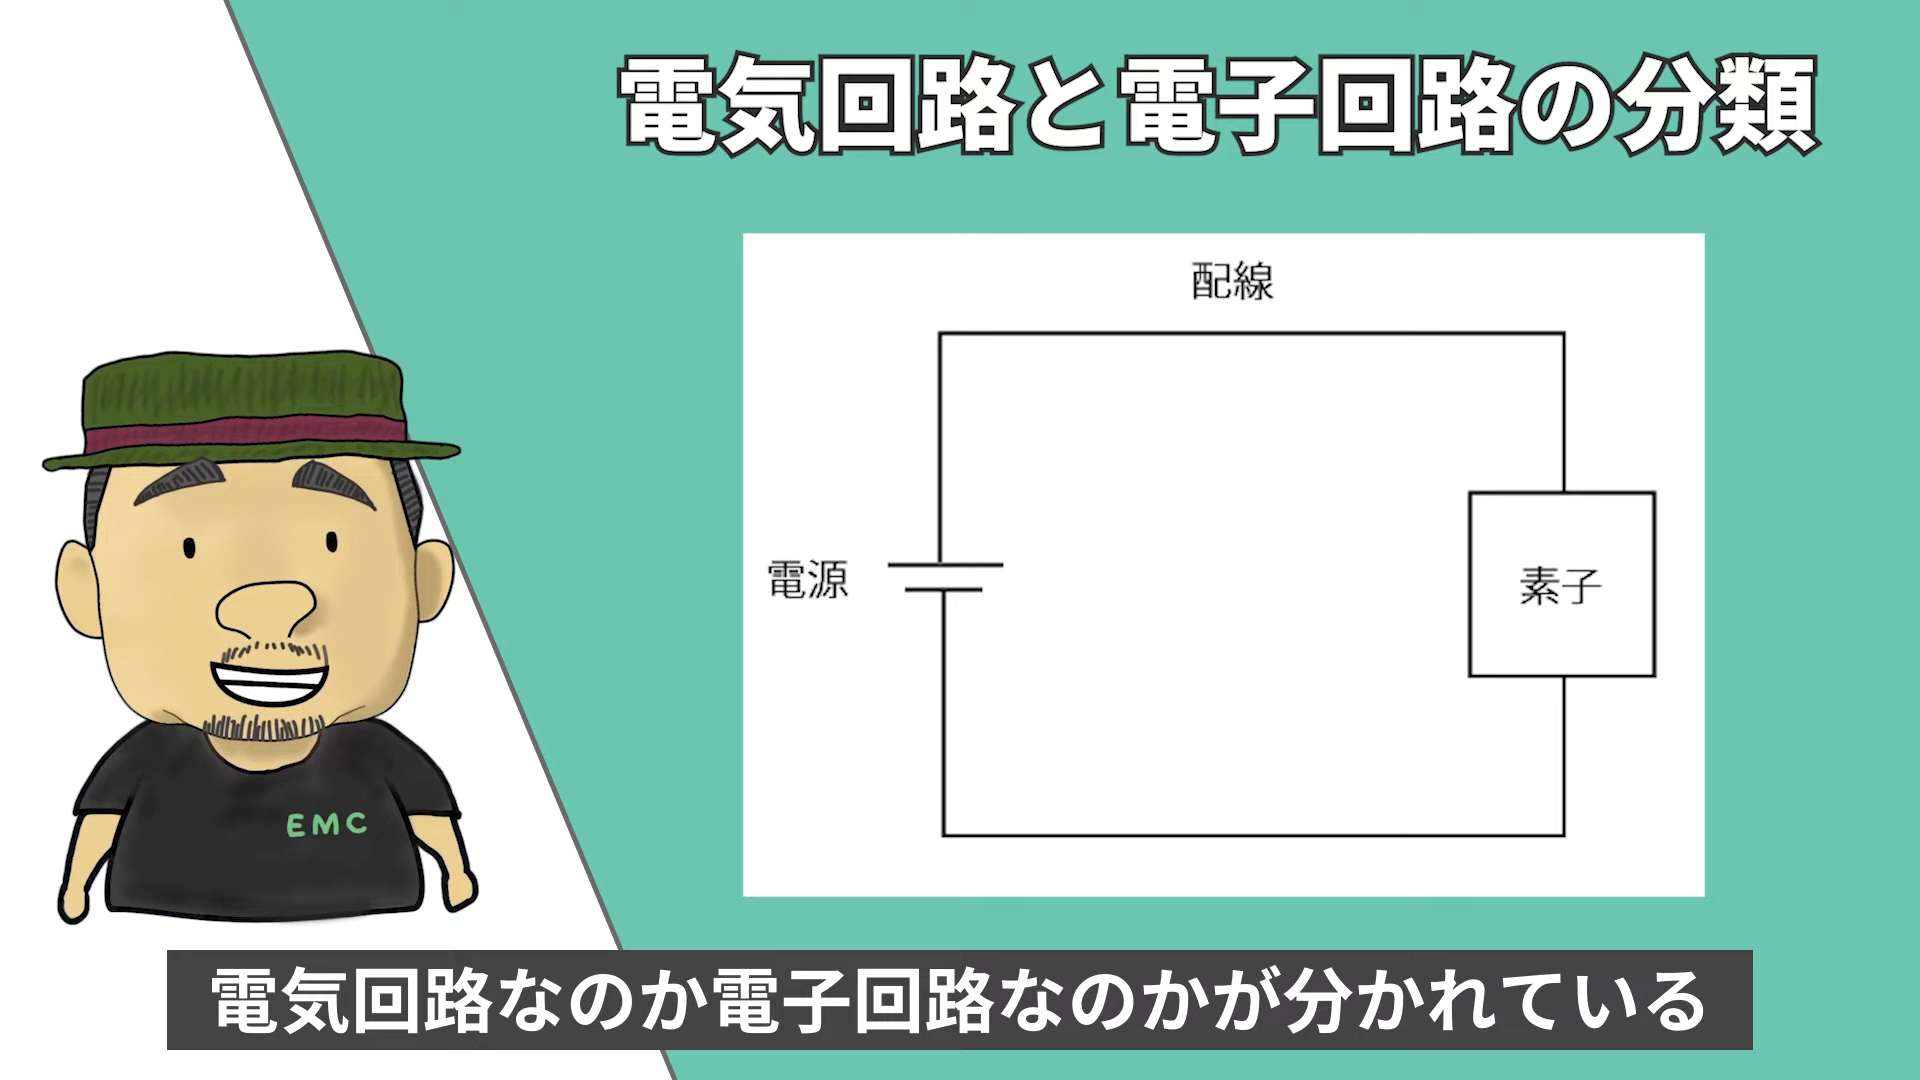 電気回路と電子回路の分類
配線
電源
素子
EMC
電気回路なのか電子回路なのかが分かれている